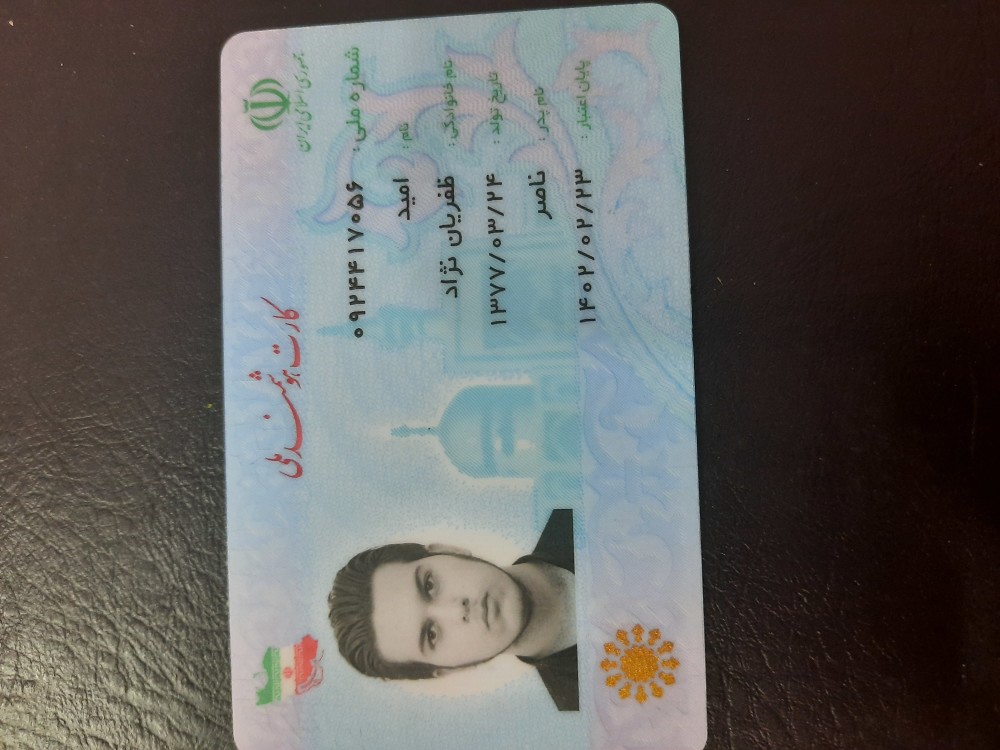 جمهوری اسلامی ایران
کارت هوشمند ملی
شماره ملی: ۰۹۲۴۴۱۷۰۵۶
نام: امید
نام خانوادگی: ظفریان نژاد
تاریخ تولد: ۱۳۷۷/۰۳/۲۴
نام پدر: ناصر
پایان اعتبار: ۱۴۰۲/۰۲/۲۳